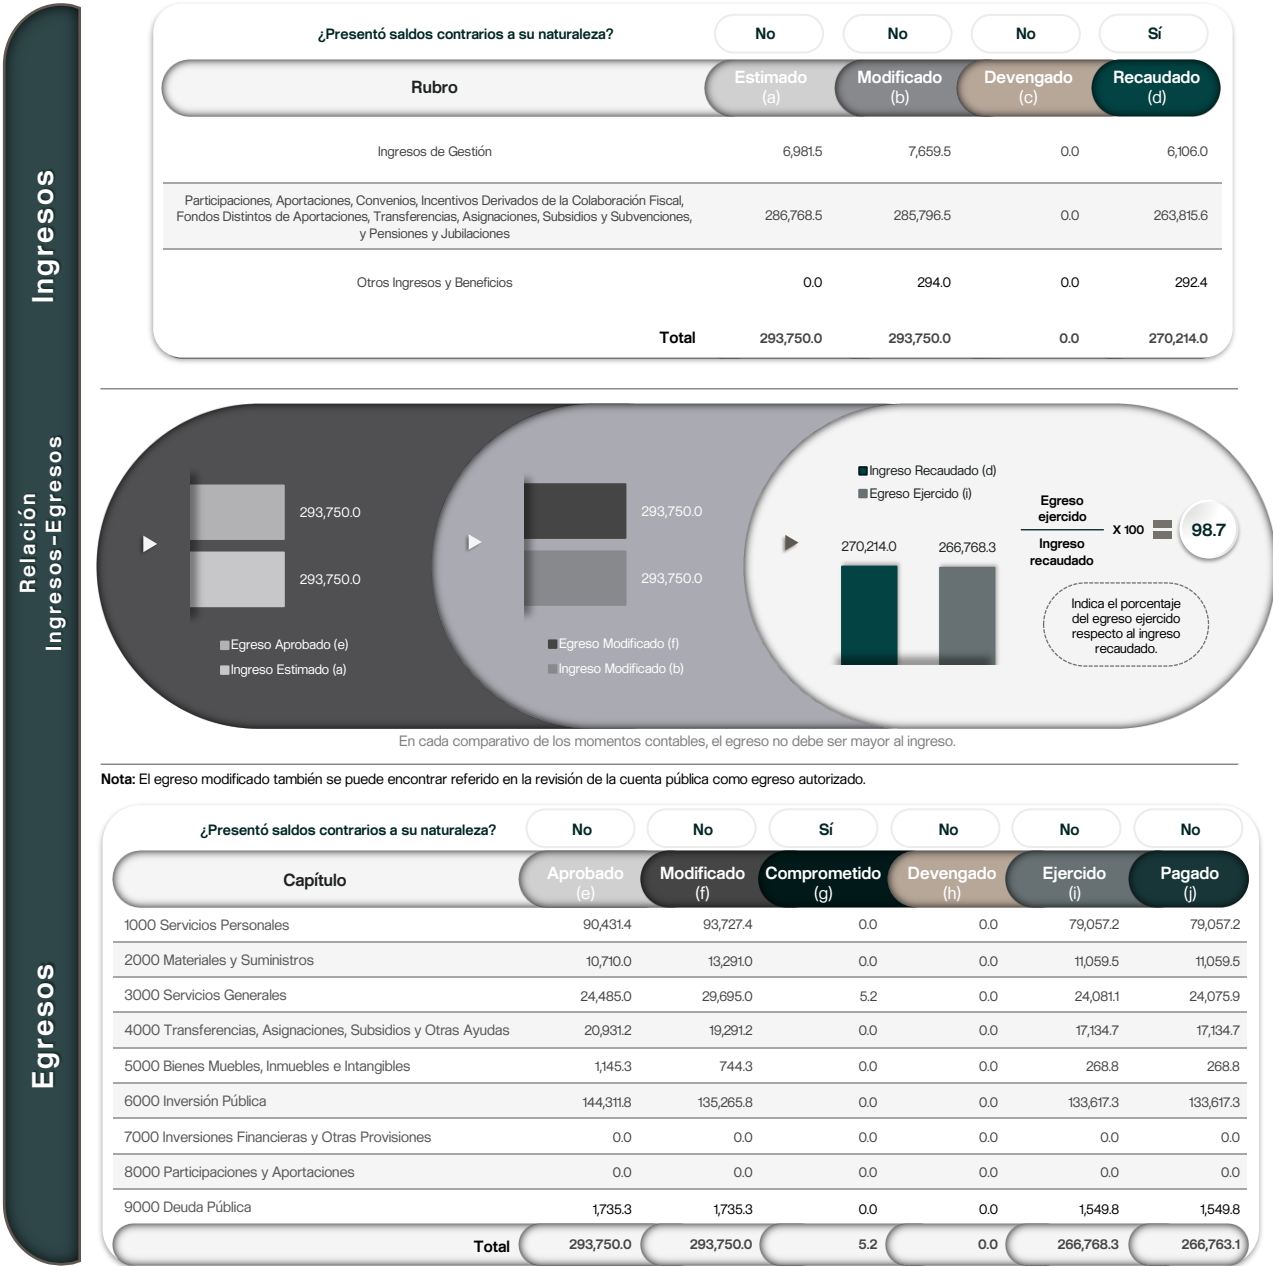 Ingresos
¿Presentó saldos contrarios a su naturaleza? No No No Sí
Rubro Estimado (a) Modificado (b) Devengado (c) Recaudado (d)
Ingresos de Gestión 6,981.5 7,659.5 0.0 6,106.0
Participaciones, Aportaciones, Convenios, Incentivos Derivados de la Colaboración Fiscal,
Fondos Distintos de Aportaciones, Transferencias, Asignaciones, Subsidios y Subvenciones, 286,768.5 285,796.5 0.0 263,815.6
y Pensiones y Jubilaciones
Otros Ingresos y Beneficios 0.0 294.0 0.0 292.4
Total 293,750.0 293,750.0 0.0 270,214.0
Relación
Ingresos-Egresos
293,750.0
293,750.0
Egreso Aprobado (e)
Ingreso Estimado (a)
293,750.0
293,750.0
Egreso Modificado (f)
Ingreso Modificado (b)
Ingreso Recaudado (d)
Egreso Ejercido (i)
270,214.0 266,768.3
Egreso
ejercido
Ingreso
recaudado
X 100 = 98.7
Indica el porcentaje
del egreso ejercido
respecto al ingreso
recaudado.
En cada comparativo de los momentos contables, el egreso no debe ser mayor al ingreso.
Nota: El egreso modificado también se puede encontrar referido en la revisión de la cuenta pública como egreso autorizado.
Egresos
¿Presentó saldos contrarios a su naturaleza? No No Sí No No No
Capítulo Aprobado (e) Modificado (f) Comprometido (g) Devengado (h) Ejercido (i) Pagado (j)
1000 Servicios Personales 90,431.4 93,727.4 0.0 0.0 79,057.2 79,057.2
2000 Materiales y Suministros 10,710.0 13,291.0 0.0 0.0 11,059.5 11,059.5
3000 Servicios Generales 24,485.0 29,695.0 5.2 0.0 24,081.1 24,075.9
4000 Transferencias, Asignaciones, Subsidios y Otras Ayudas 20,931.2 19,291.2 0.0 0.0 17,134.7 17,134.7
5000 Bienes Muebles, Inmuebles e Intangibles 1,145.3 744.3 0.0 0.0 268.8 268.8
6000 Inversión Pública 144,311.8 135,265.8 0.0 0.0 133,617.3 133,617.3
7000 Inversiones Financieras y Otras Provisiones 0.0 0.0 0.0 0.0 0.0 0.0
8000 Participaciones y Aportaciones 0.0 0.0 0.0 0.0 0.0 0.0
9000 Deuda Pública 1,735.3 1,735.3 0.0 0.0 1,549.8 1,549.8
Total 293,750.0 293,750.0 5.2 0.0 266,768.3 266,763.1